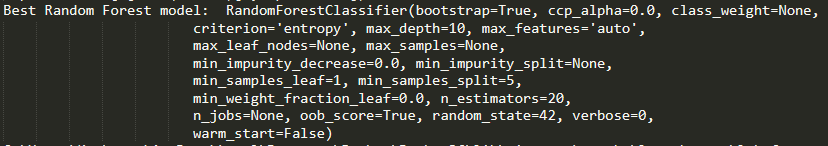 Best Random Forest model:  RandomForestClassifier(bootstrap=True, ccp_alpha=0.0, class_weight=None,
criterion='entropy', max_depth=10, max_features='auto',
max_leaf_nodes=None, max_samples=None,
min_impurity_decrease=0.0, min_impurity_split=None,
min_samples_leaf=1, min_samples_split=5,
min_weight_fraction_leaf=0.0, n_estimators=20,
n_jobs=None, oob_score=True, random_state=42, verbose=0,
warm_start=False)